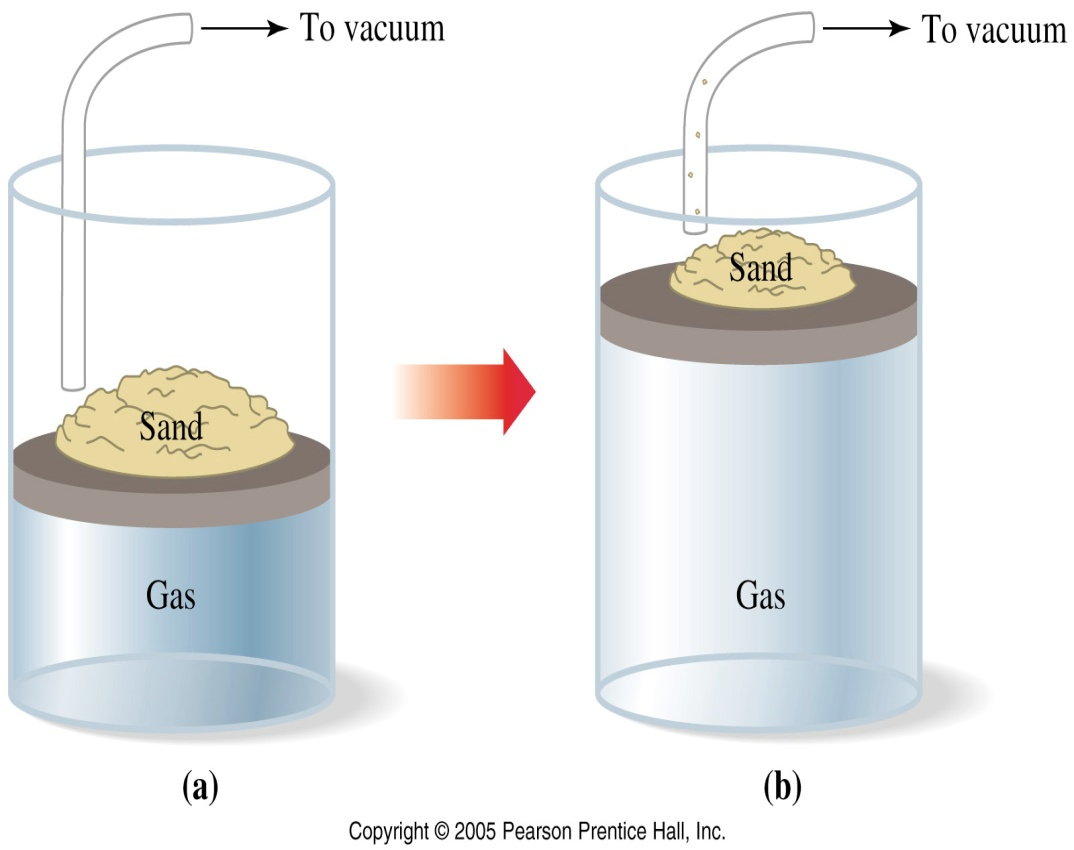 To vacuum
To vacuum
Sand
Sand
Gas
Gas
(a)
(b)
Copyright © 2005 Pearson Prentice Hall, Inc.